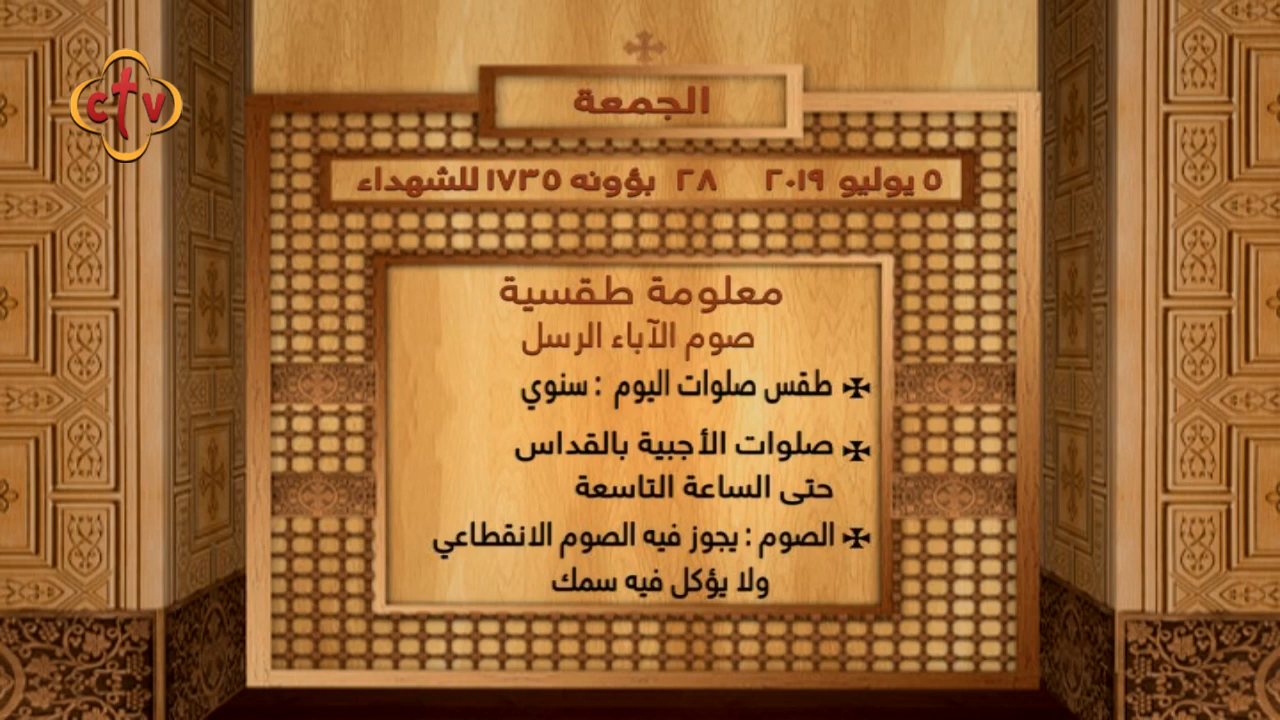 ctv
الجمعة
٥ يوليو ٢٠١٩ ٢٨ بؤونه ١٧٣٥ للشهداء
معلومة طقسية
صوم الآباء الرسل
طقس صلوات اليوم : سنوي
صلوات الأجبية بالقداس
حتى الساعة التاسعة
الصوم : يجوز فيه الصوم الانقطاعي
ولا يؤكل فيه سمك